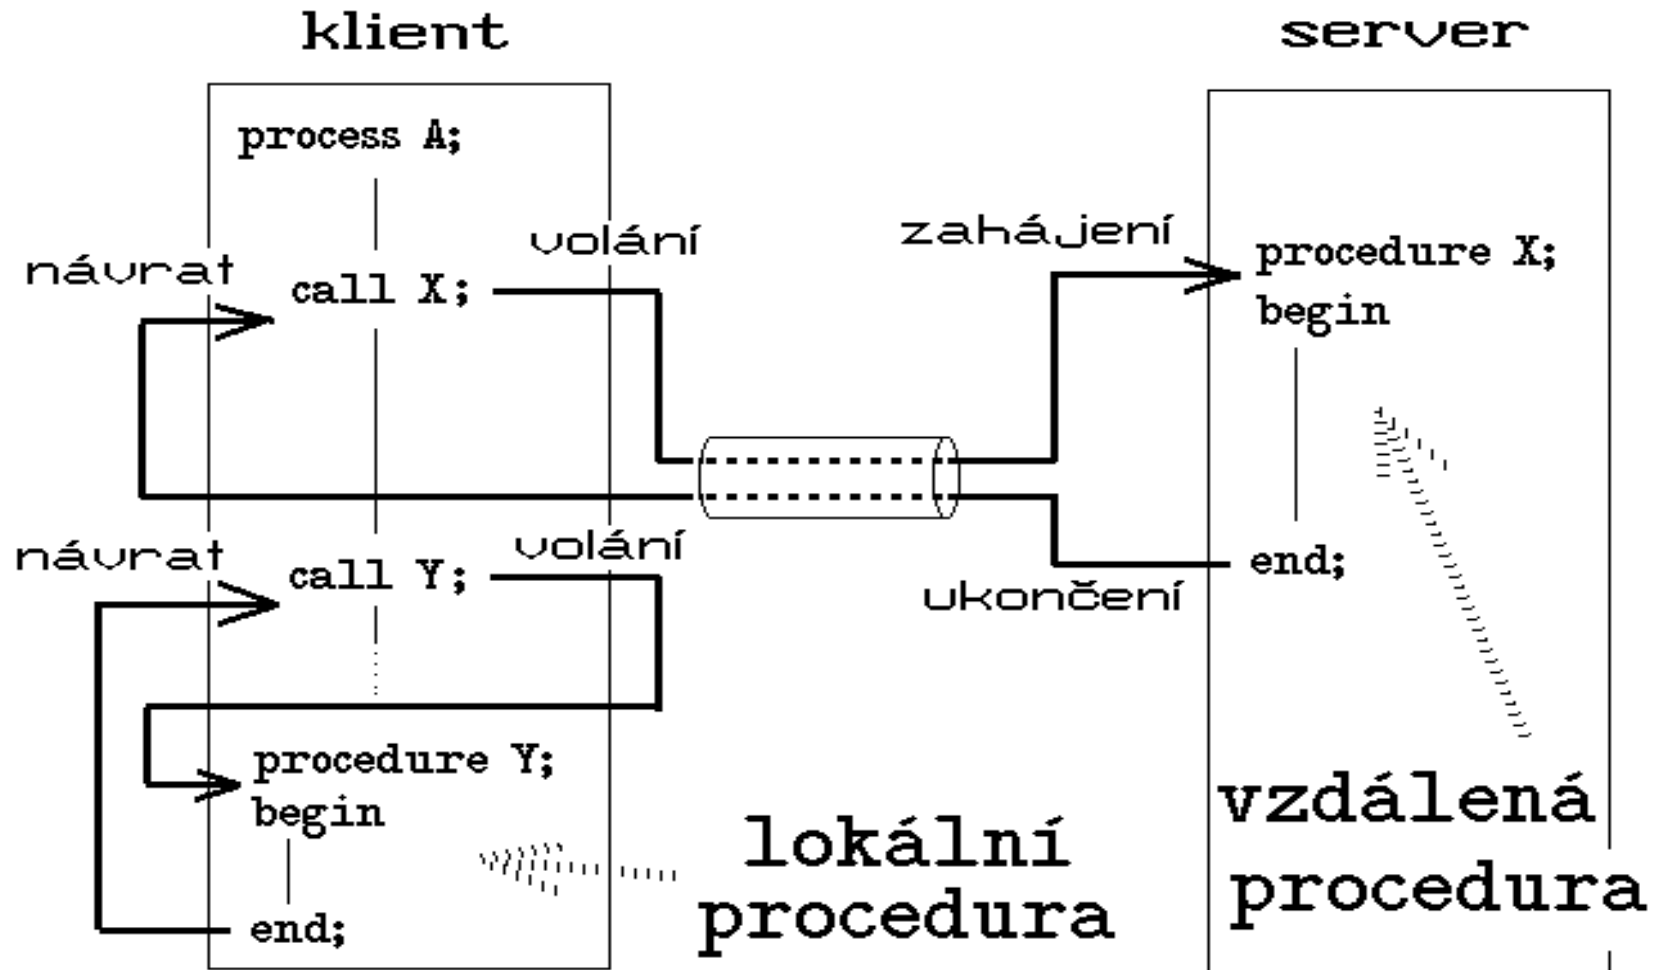 klient
server
process A;
volání
zahájení
návrat
call X;
procedure X;
begin
návrat
volání
call Y;
end;
ukončení
procedure Y;
begin
end;
lokální
procedura
vzdálená
procedura